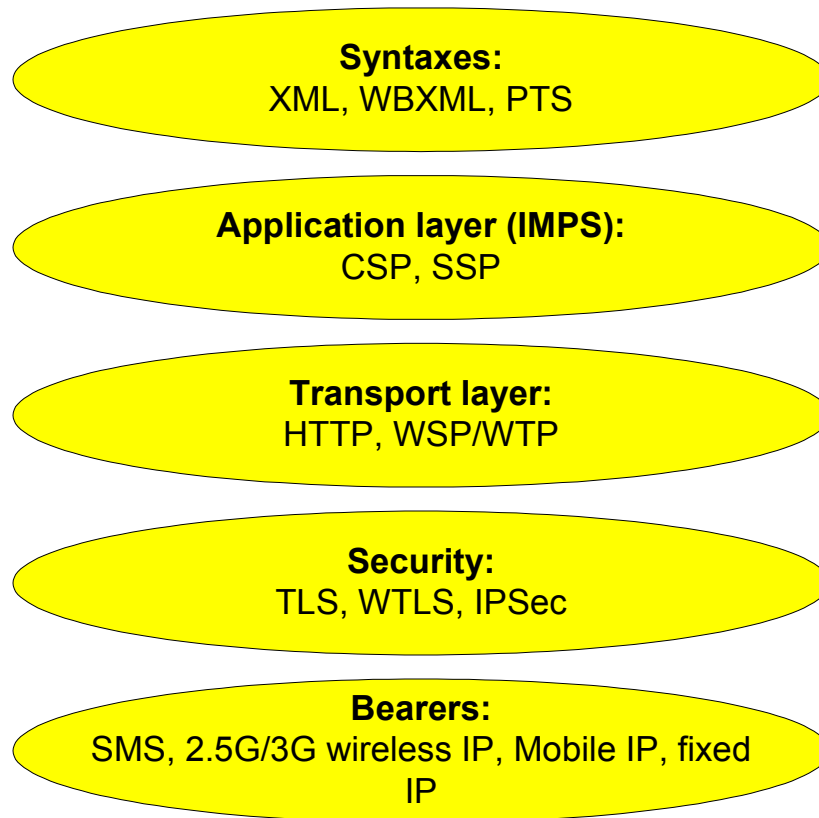 Syntaxes:
XML, WBXML, PTS
Application layer (IMPS):
CSP, SSP
Transport layer:
HTTP, WSP/WTP
Security:
TLS, WTLS, IPSec
Bearers:
SMS, 2.5G/3G wireless IP, Mobile IP, fixed
IP